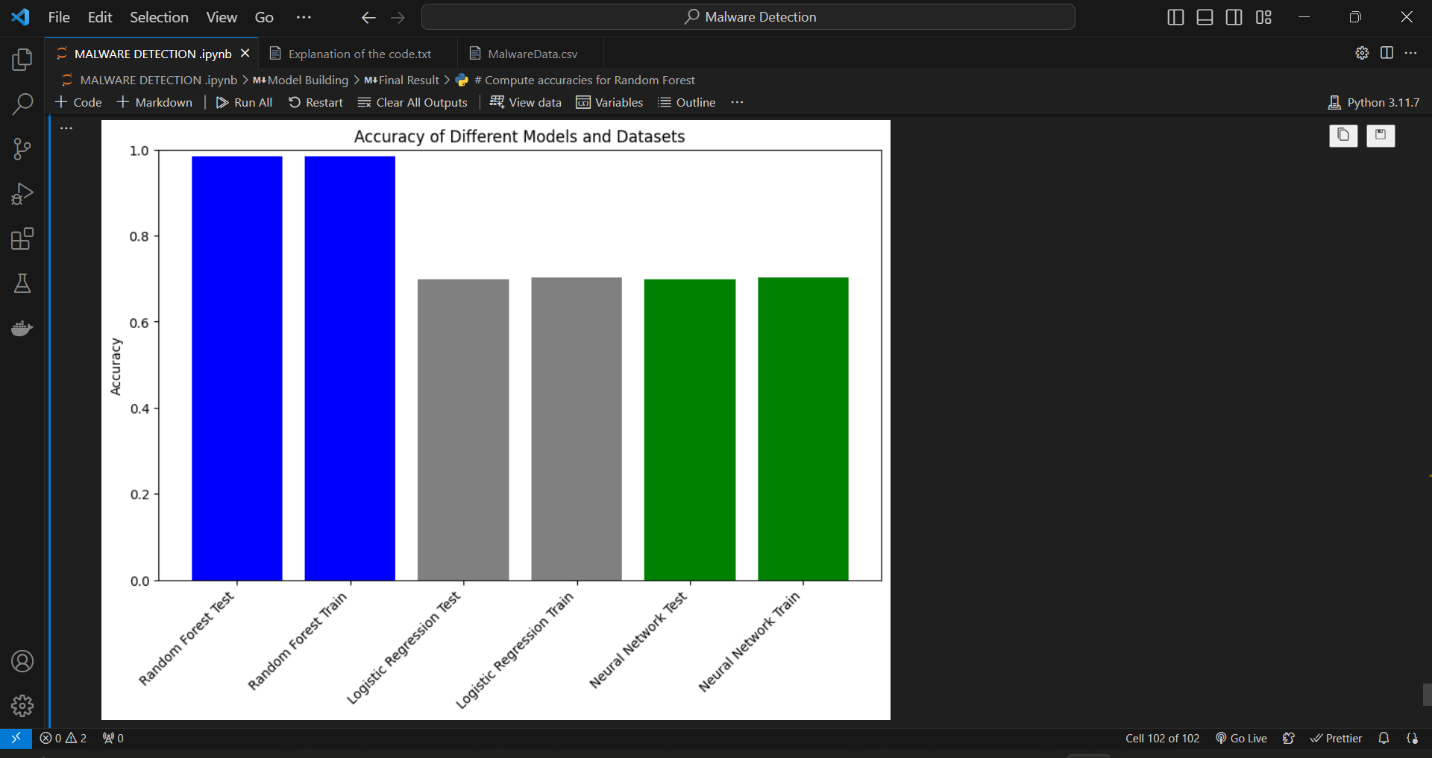 File Edit Selection View Go ··· Malware Detection
MALWARE DETECTION .ipynb Explanation of the code.txt MalwareData.csv
MALWARE DETECTION .ipynb > M↓Model Building > M↓Final Result > # Compute accuracies for Random Forest
+ Code + Markdown Run All Restart Clear All Outputs View data Variables Outline ··· Python 3.11.7
Accuracy of Different Models and Datasets
1.0
0.8
0.6
0.4
0.2
0.0
Accuracy
Random Forest Test
Random Forest Train
Logistic Regression Test
Logistic Regression Train
Neural Network Test
Neural Network Train
0 2 0 Cell 102 of 102 Go Live Prettier